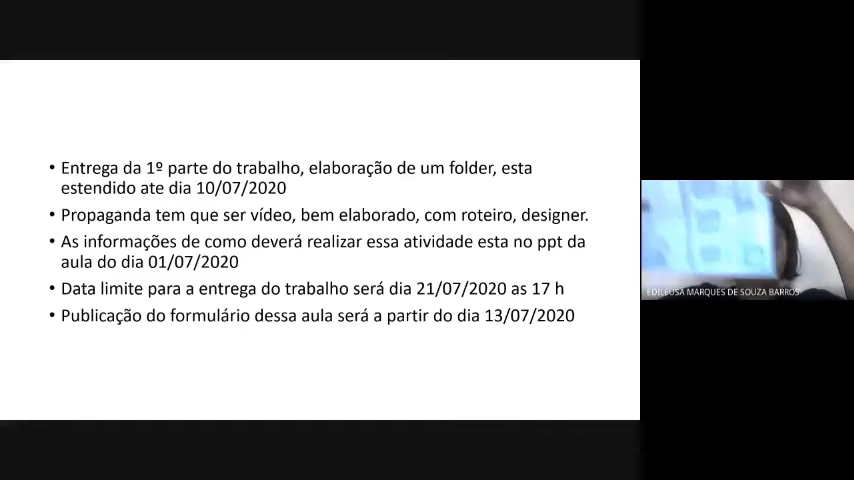 • Entrega da 1º parte do trabalho, elaboração de um folder, esta
estendido ate dia 10/07/2020
• Propaganda tem que ser vídeo, bem elaborado, com roteiro, designer.
• As informações de como deverá realizar essa atividade esta no ppt da
aula do dia 01/07/2020
• Data limite para a entrega do trabalho será dia 21/07/2020 as 17 h
• Publicação do formulário dessa aula será a partir do dia 13/07/2020
EDILEUSA MARQUES DE SOUZA BARROS